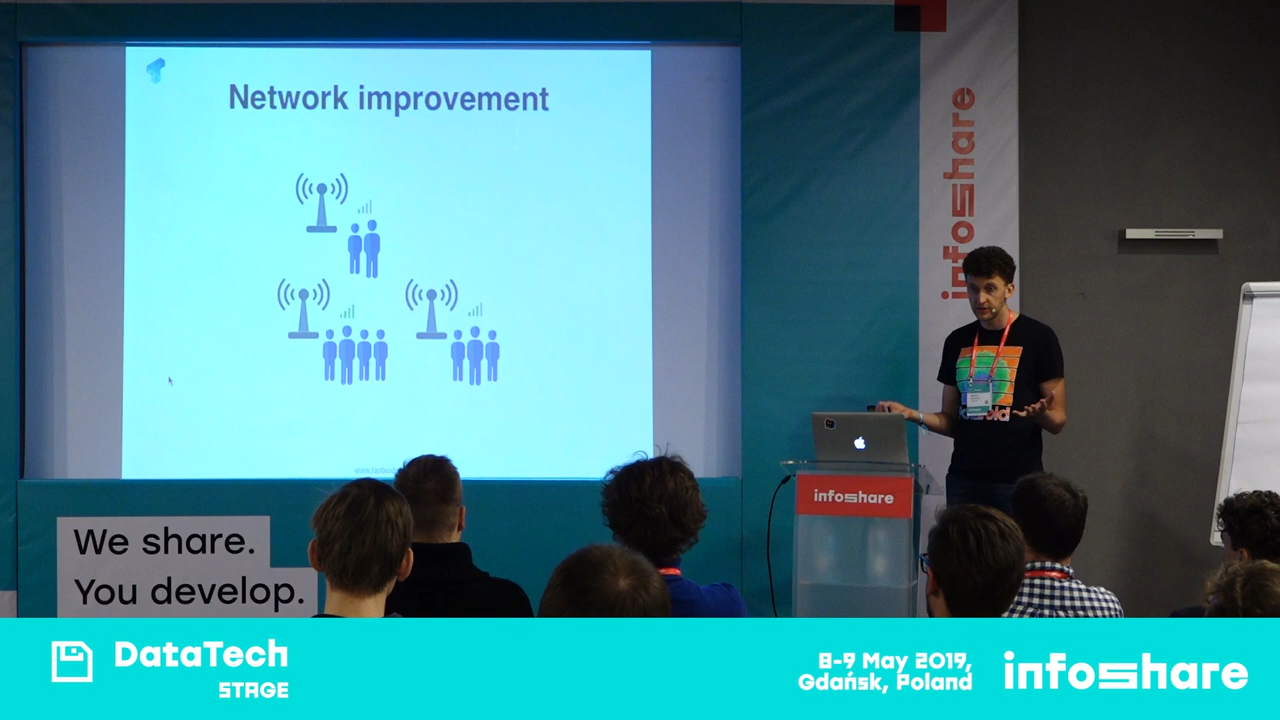 Network improvement
infoshare
infoshare
We share.
You develop.
DataTech
STAGE
8-9 May 2019,
Gdańsk, Poland
infoshare